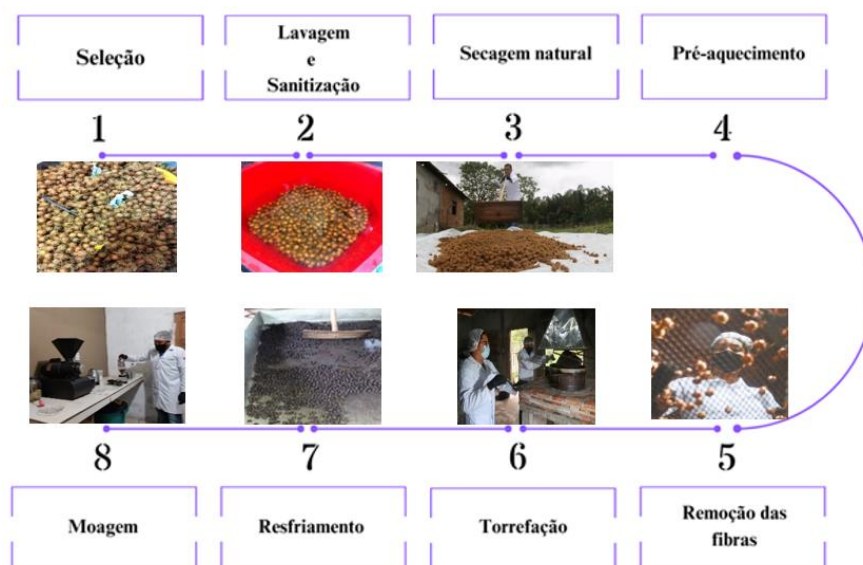 Seleção
Lavagem
e
Sanitização
Secagem natural
Pré-aquecimento
1
2
3
4
8
7
6
5
Moagem
Resfriamento
Torrefação
Remoção das
fibras